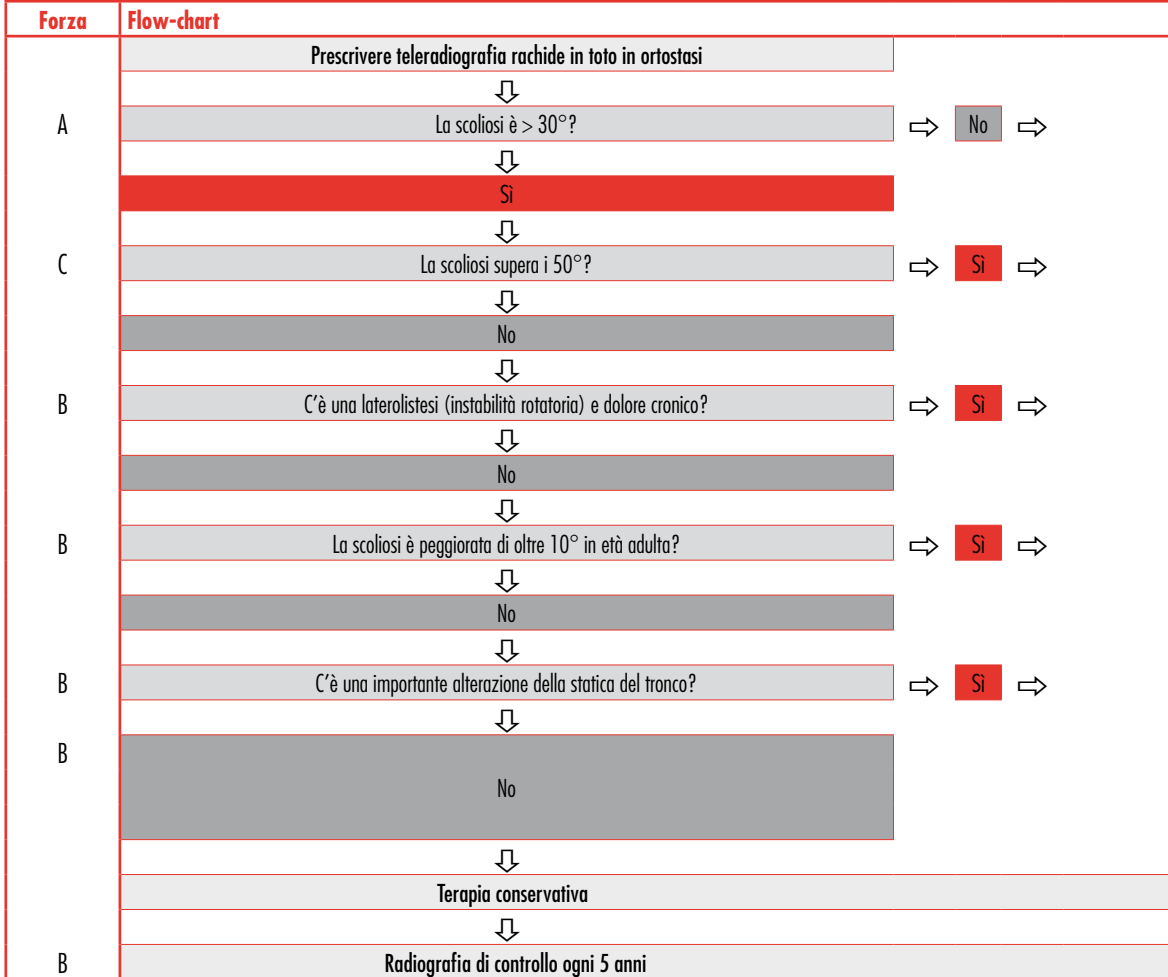 Forza Flow-chart
Prescrivere teleradiografia rachide in toto in ortostasi
A La scoliosi è > 30°? No
Sì
C La scoliosi supera i 50°? Sì
No
B C'è una laterolistesi (instabilità rotatoria) e dolore cronico? Sì
No
B La scoliosi è peggiorata di oltre 10° in età adulta? Sì
No
B C'è una importante alterazione della statica del tronco? Sì
B
No
Terapia conservativa
B Radiografia di controllo ogni 5 anni